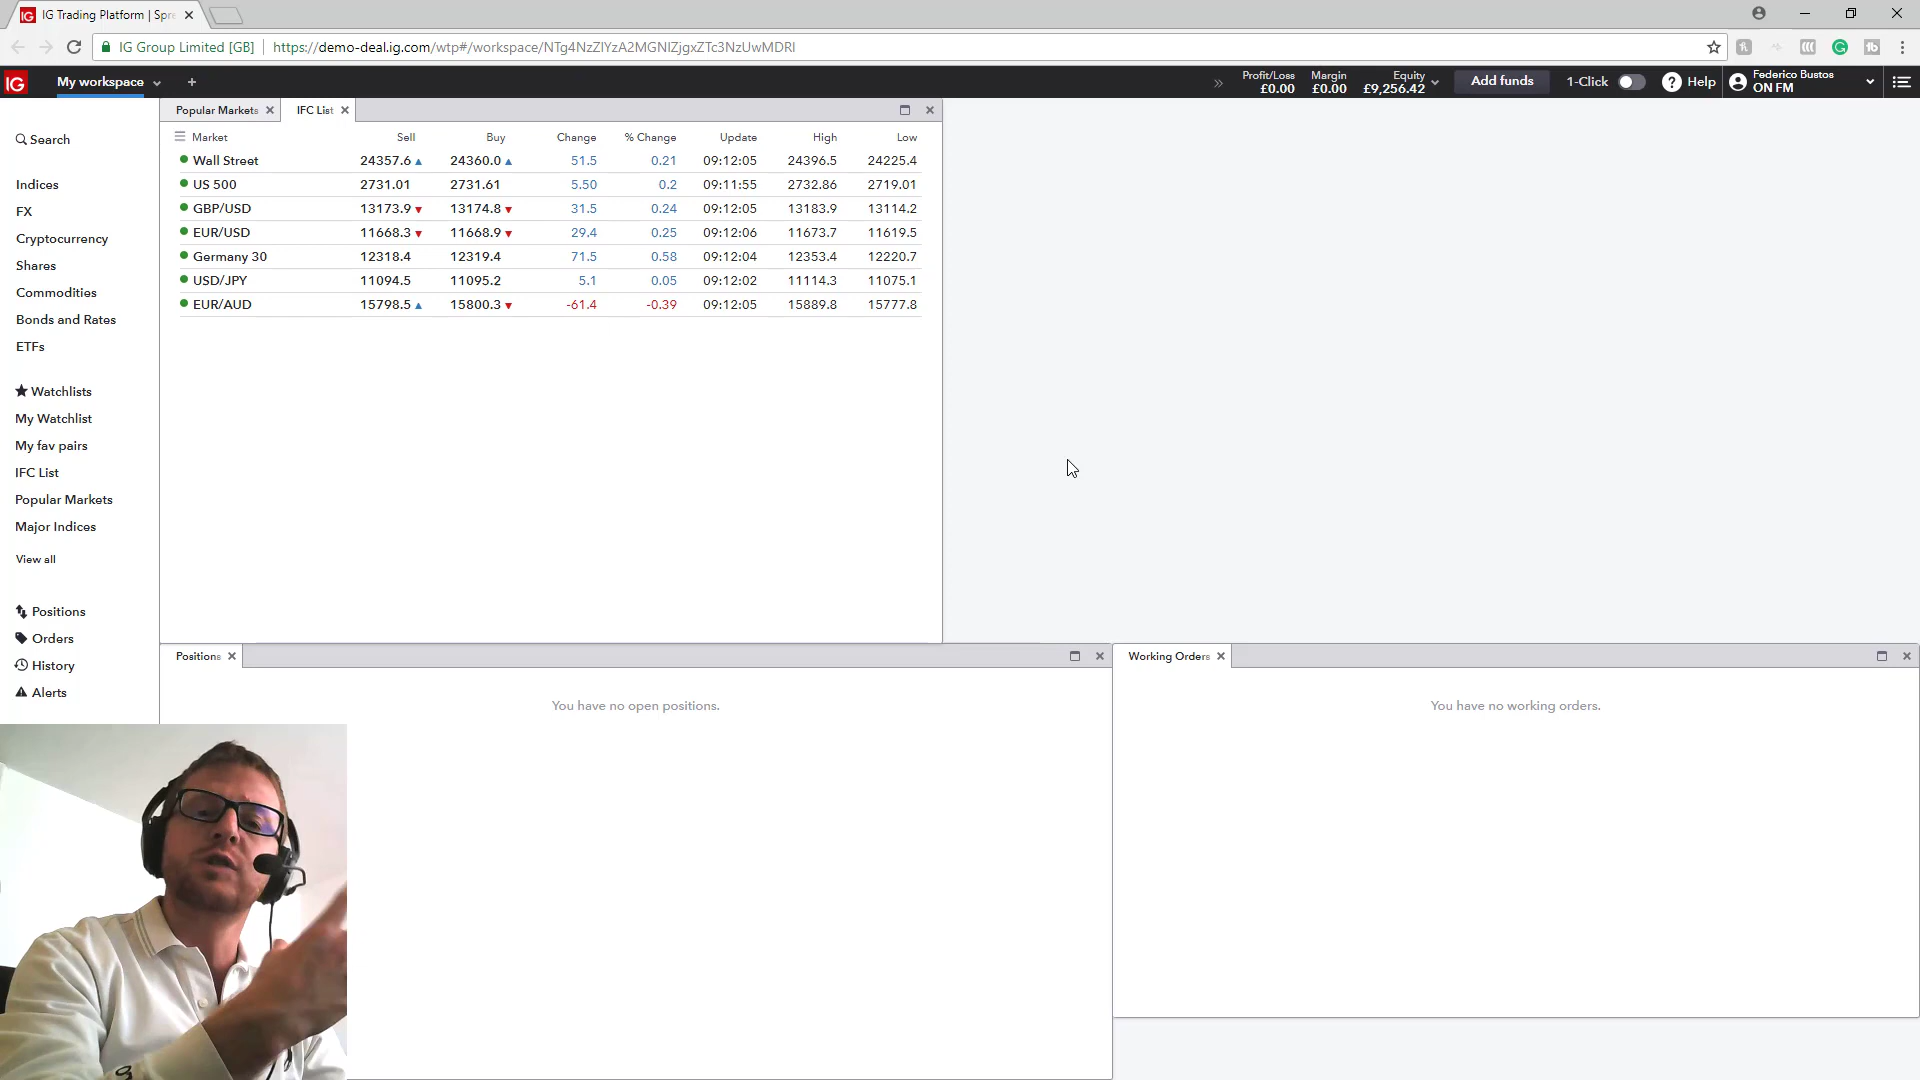 IG Trading Platform | Spre
IG Group Limited [GB] https://demo-deal.ig.com/wtp#/workspace/NTg4NzZlYzA2MGNlZjgxZTc3NzUwMDRl
IG My workspace + » Profit/Loss £0.00 Margin £0.00 Equity £9,256.42 Add funds 1-Click ? Help Federico Bustos ON FM
Popular Markets IFC List
Search
Indices
FX
Cryptocurrency
Shares
Commodities
Bonds and Rates
ETFs
Watchlists
My Watchlist
My fav pairs
IFC List
Popular Markets
Major Indices
View all
Positions
Orders
History
Alerts
Market Sell Buy Change % Change Update High Low
Wall Street 24357.6 24360.0 51.5 0.21 09:12:05 24396.5 24225.4
US 500 2731.01 2731.61 5.50 0.2 09:11:55 2732.86 2719.01
GBP/USD 13173.9 13174.8 31.5 0.24 09:12:05 13183.9 13114.2
EUR/USD 11668.3 11668.9 29.4 0.25 09:12:06 11673.7 11619.5
Germany 30 12318.4 12319.4 71.5 0.58 09:12:04 12353.4 12220.7
USD/JPY 11094.5 11095.2 5.1 0.05 09:12:02 11114.3 11075.1
EUR/AUD 15798.5 15800.3 -61.4 -0.39 09:12:05 15889.8 15777.8
Positions
You have no open positions.
Working Orders
You have no working orders.